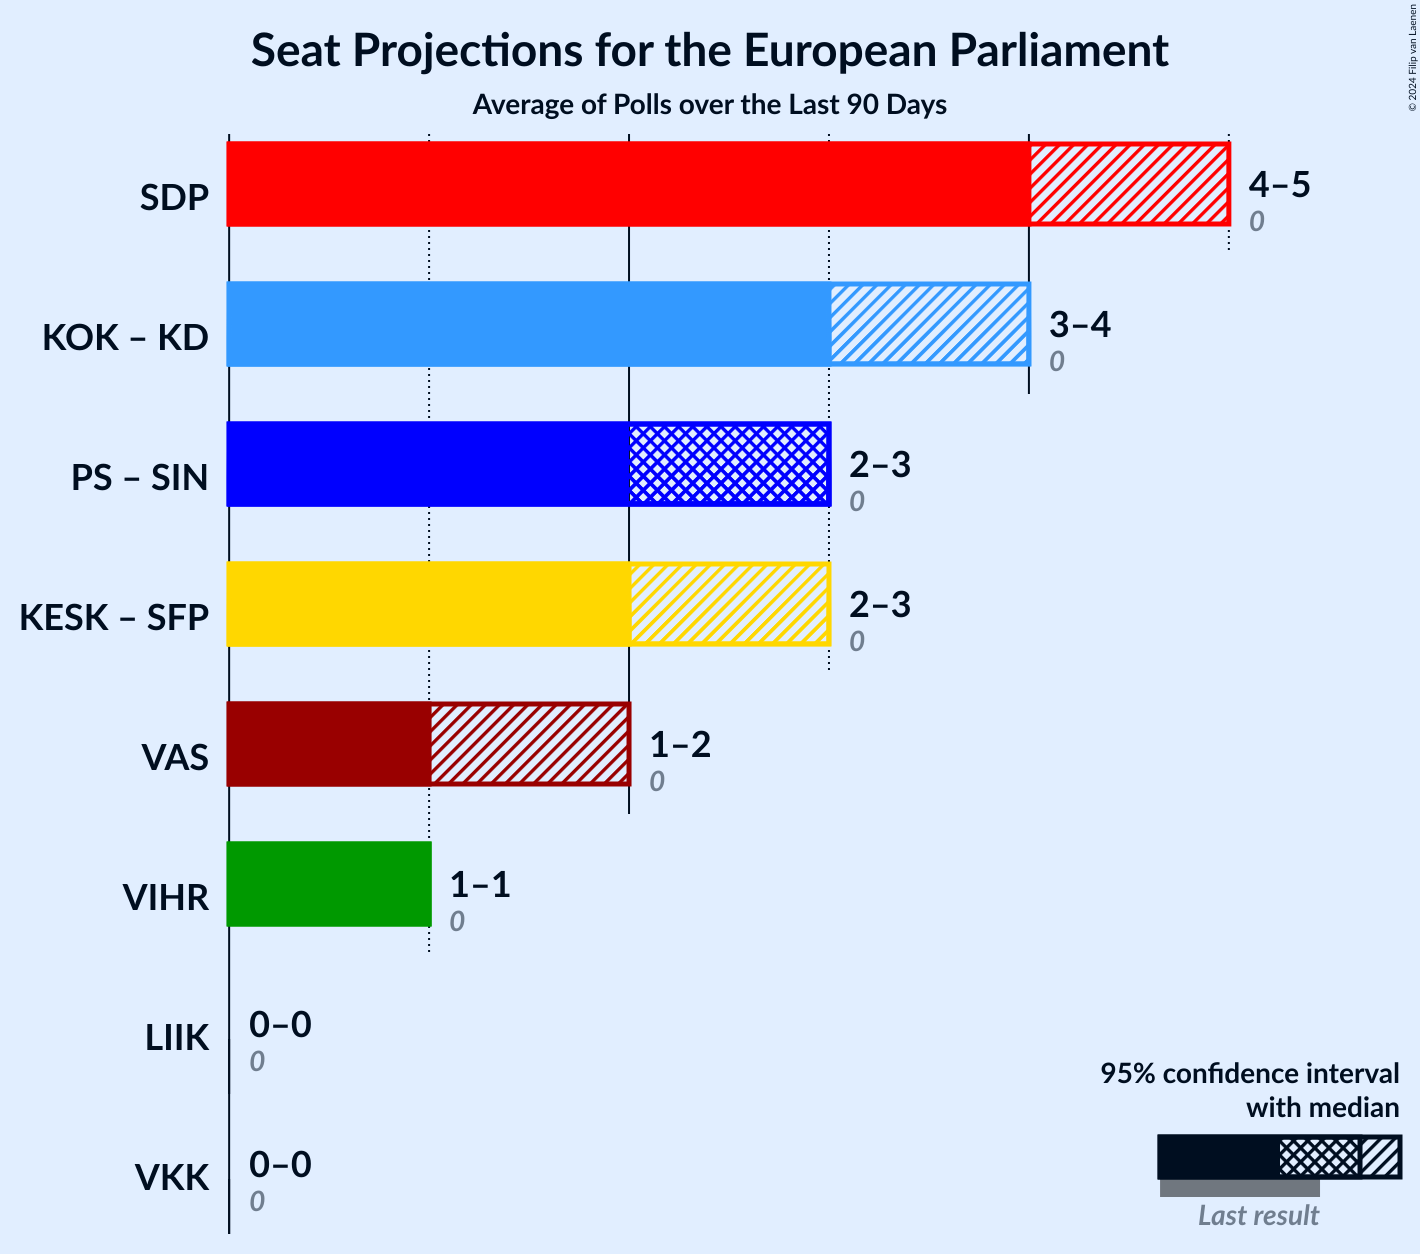 Seat Projections for the European Parliament
Average of Polls over the Last 90 Days
© 2024 Filip van Laenen
SDP
4–5
0
KOK – KD
3–4
0
PS – SIN
2–3
0
KESK – SFP
2–3
0
VAS
1–2
0
VIHR
1–1
0
LIIK
0–0
0
VKK
0–0
0
95% confidence interval
with median
Last result